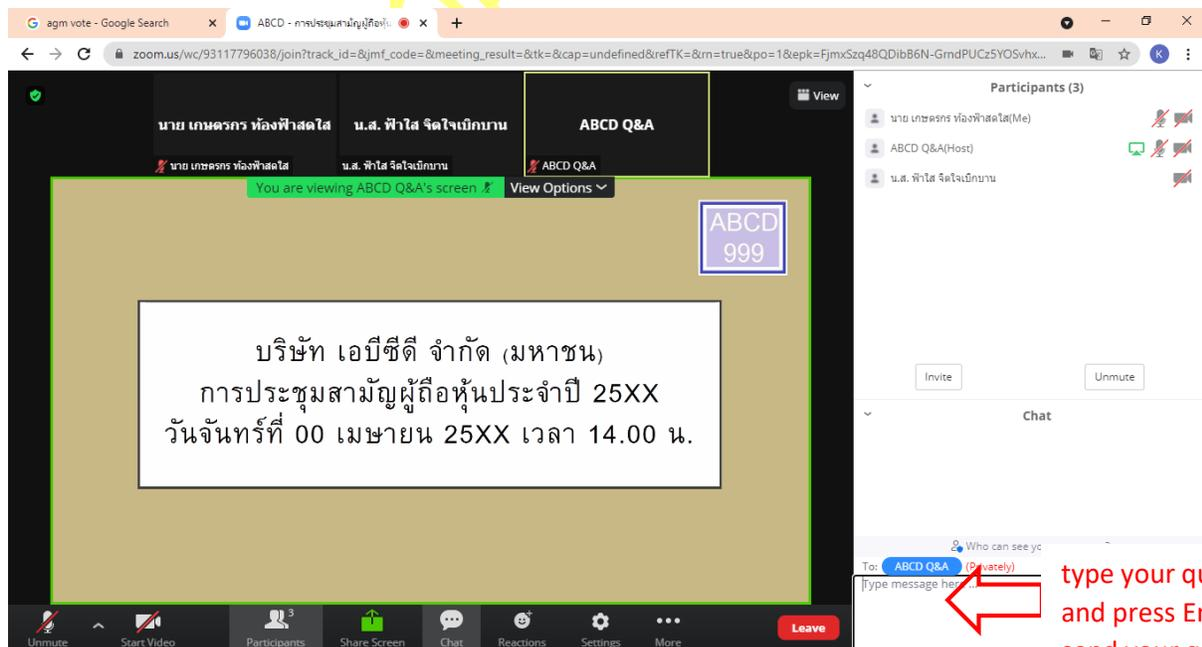 agm vote - Google Search
ABCD - การประชุมสามัญผู้ถือหุ้
zoom.us/wc/93117796038/join?track_id=&jmf_code=&meeting_result=&tk=&cap=undefined&refTK=&rn=true&po=1&epk=FjmxSzq48QDibB6N-GrndPUCz5YOSvhx...
K
View
นาย เกษตรกร ท้องฟ้าสดใส
น.ส. ฟ้าใส จิตใจเบิกบาน
ABCD Q&A
นาย เกษตรกร ท้องฟ้าสดใส
น.ส. ฟ้าใส จิตใจเบิกบาน
ABCD Q&A
You are viewing ABCD Q&A's screen
View Options
ABCD
999
บริษัท เอบีซีดี จำกัด (มหาชน)
การประชุมสามัญผู้ถือหุ้นประจำปี 25XX
วันจันทร์ที่ 00 เมษายน 25XX เวลา 14.00 น.
Unmute
Start Video
3
Participants
Share Screen
Chat
Reactions
Settings
More
Leave
Participants (3)
นาย เกษตรกร ท้องฟ้าสดใส(Me)
ABCD Q&A(Host)
น.ส. ฟ้าใส จิตใจเบิกบาน
Invite
Unmute
Chat
Who can see yo
To: ABCD Q&A (Privately)
Type message here ...
type your qu
and press En